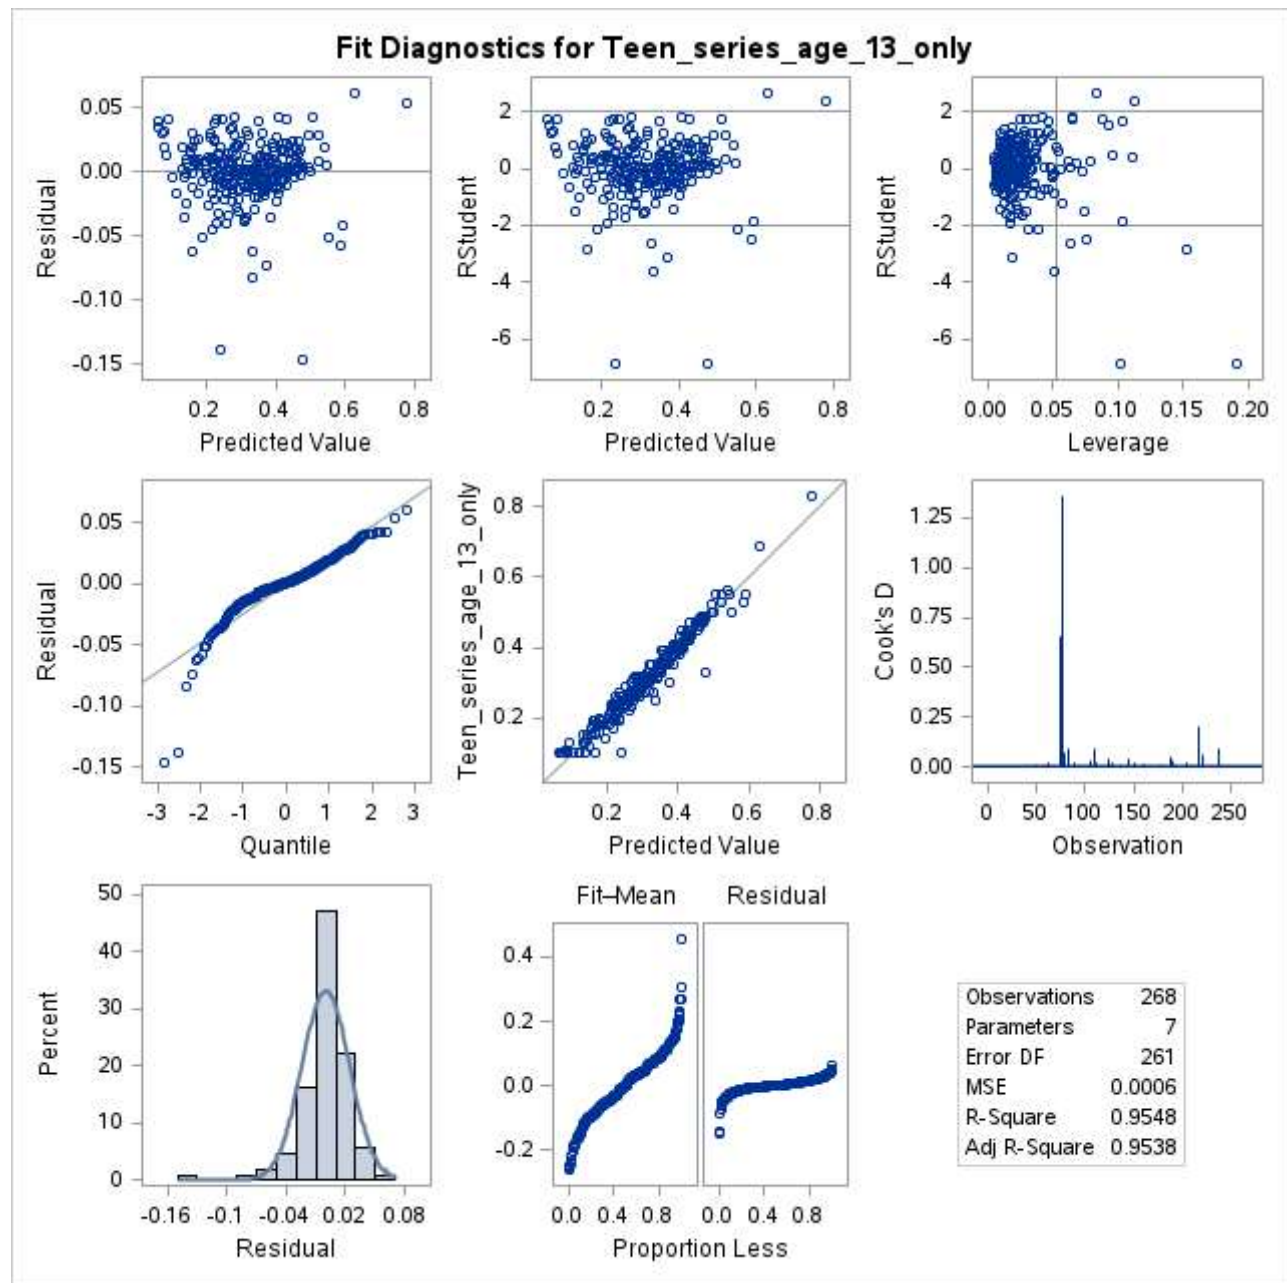 Fit Diagnostics for Teen_series_age_13_only
Residual
0.05
0.00
-0.05
-0.10
-0.15
0.2 0.4 0.6 0.8
Predicted Value
RStudent
2
0
-2
-4
-6
0.2 0.4 0.6 0.8
Predicted Value
RStudent
2
0
-2
-4
-6
0.00 0.05 0.10 0.15 0.20
Leverage
Residual
0.05
0.00
-0.05
-0.10
-0.15
-3 -2 -1 0 1 2 3
Quantile
Teen_series_age_13_only
0.8
0.6
0.4
0.2
0.2 0.4 0.6 0.8
Predicted Value
Cook's D
1.25
1.00
0.75
0.50
0.25
0.00
0 50 100 150 200 250
Observation
Percent
50
40
30
20
10
0
-0.16 -0.1 -0.04 0.02 0.08
Residual
Fit–Mean Residual
0.4
0.2
0.0
-0.2
0.0 0.4 0.8 0.0 0.4 0.8
Proportion Less
Observations 268
Parameters 7
Error DF 261
MSE 0.0006
R-Square 0.9548
Adj R-Square 0.9538